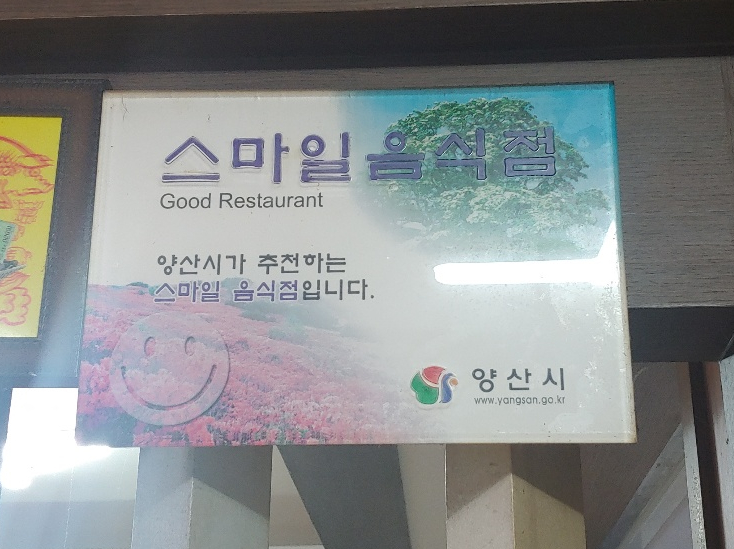 스마일음식점
Good Restaurant
양산시가 추천하는
스마일 음식점입니다.
양산시
www.yangsan.go.kr